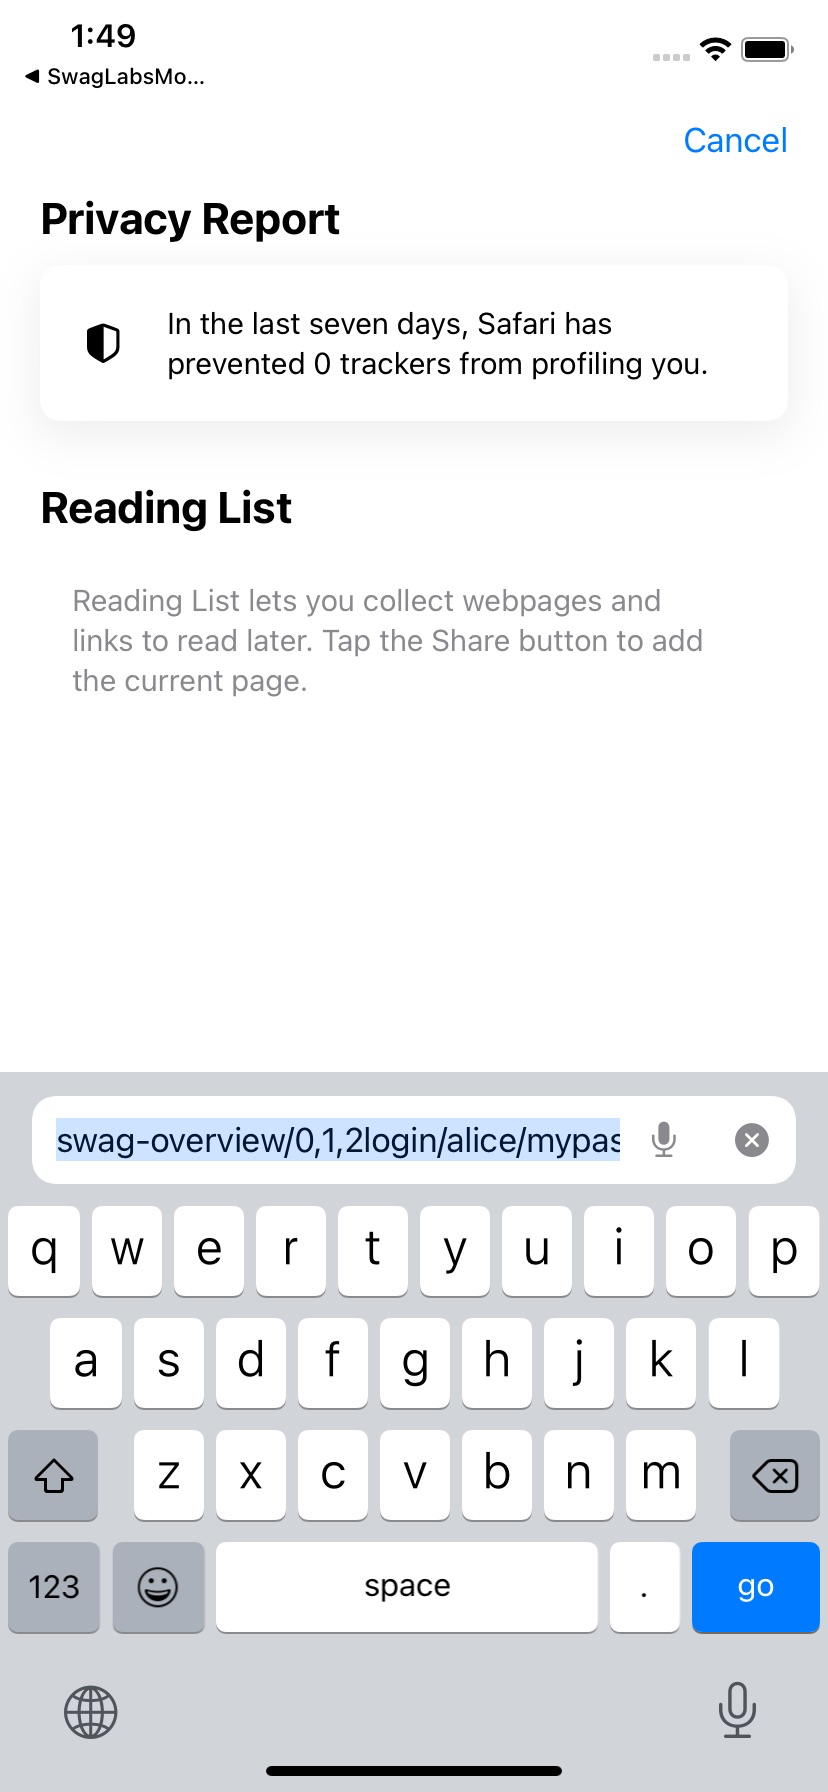 1:49
SwagLabsMo...
Cancel
Privacy Report
In the last seven days, Safari has
prevented 0 trackers from profiling you.
Reading List
Reading List lets you collect webpages and
links to read later. Tap the Share button to add
the current page.
swag-overview/0,1,2login/alice/mypas
q w e r t y u i o p
a s d f g h j k l
z x c v b n m
123 space . go